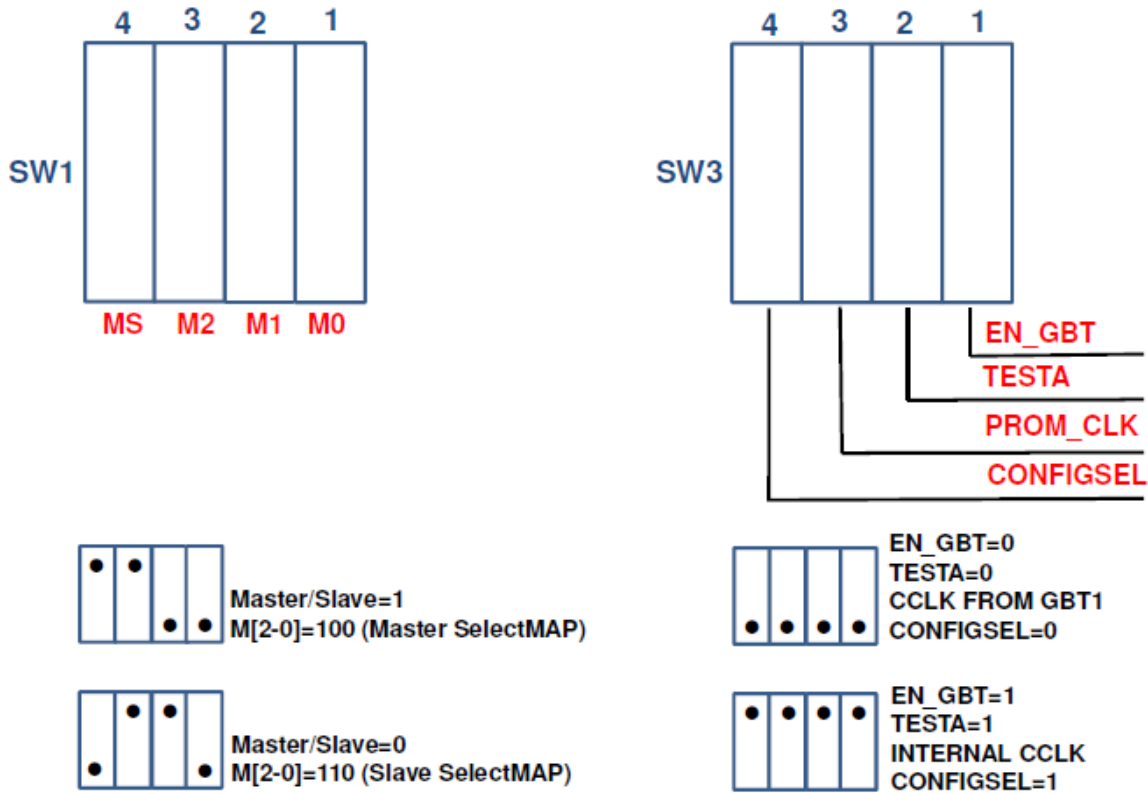 4 3 2 1
SW1
MS M2 M1 M0
4 3 2 1
SW3
EN_GBT
TESTA
PROM_CLK
CONFIGSEL
Master/Slave=1
M[2-0]=100 (Master SelectMAP)
Master/Slave=0
M[2-0]=110 (Slave SelectMAP)
EN_GBT=0
TESTA=0
CCLK FROM GBT1
CONFIGSEL=0
EN_GBT=1
TESTA=1
INTERNAL CCLK
CONFIGSEL=1